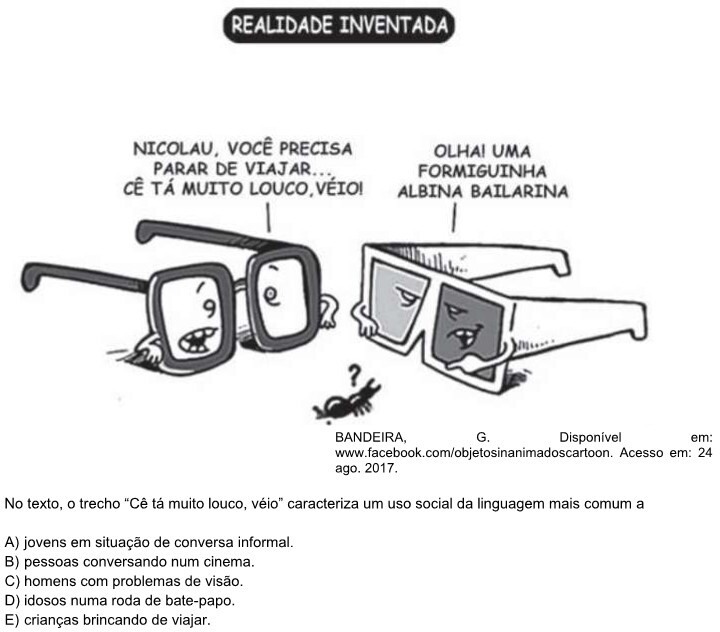 REALIDADE INVENTADA
NICOLAU, VOCÊ PRECISA
PARAR DE VIAJAR...
CÊ TÁ MUITO LOUCO, VÉIO!
OLHA! UMA
FORMIGUINHA
ALBINA BAILARINA
?
BANDEIRA, G. Disponível em:
www.facebook.com/objetosinanimadoscartoon. Acesso em: 24
ago. 2017.
No texto, o trecho “Cê tá muito louco, véio” caracteriza um uso social da linguagem mais comum a
A) jovens em situação de conversa informal.
B) pessoas conversando num cinema.
C) homens com problemas de visão.
D) idosos numa roda de bate-papo.
E) crianças brincando de viajar.